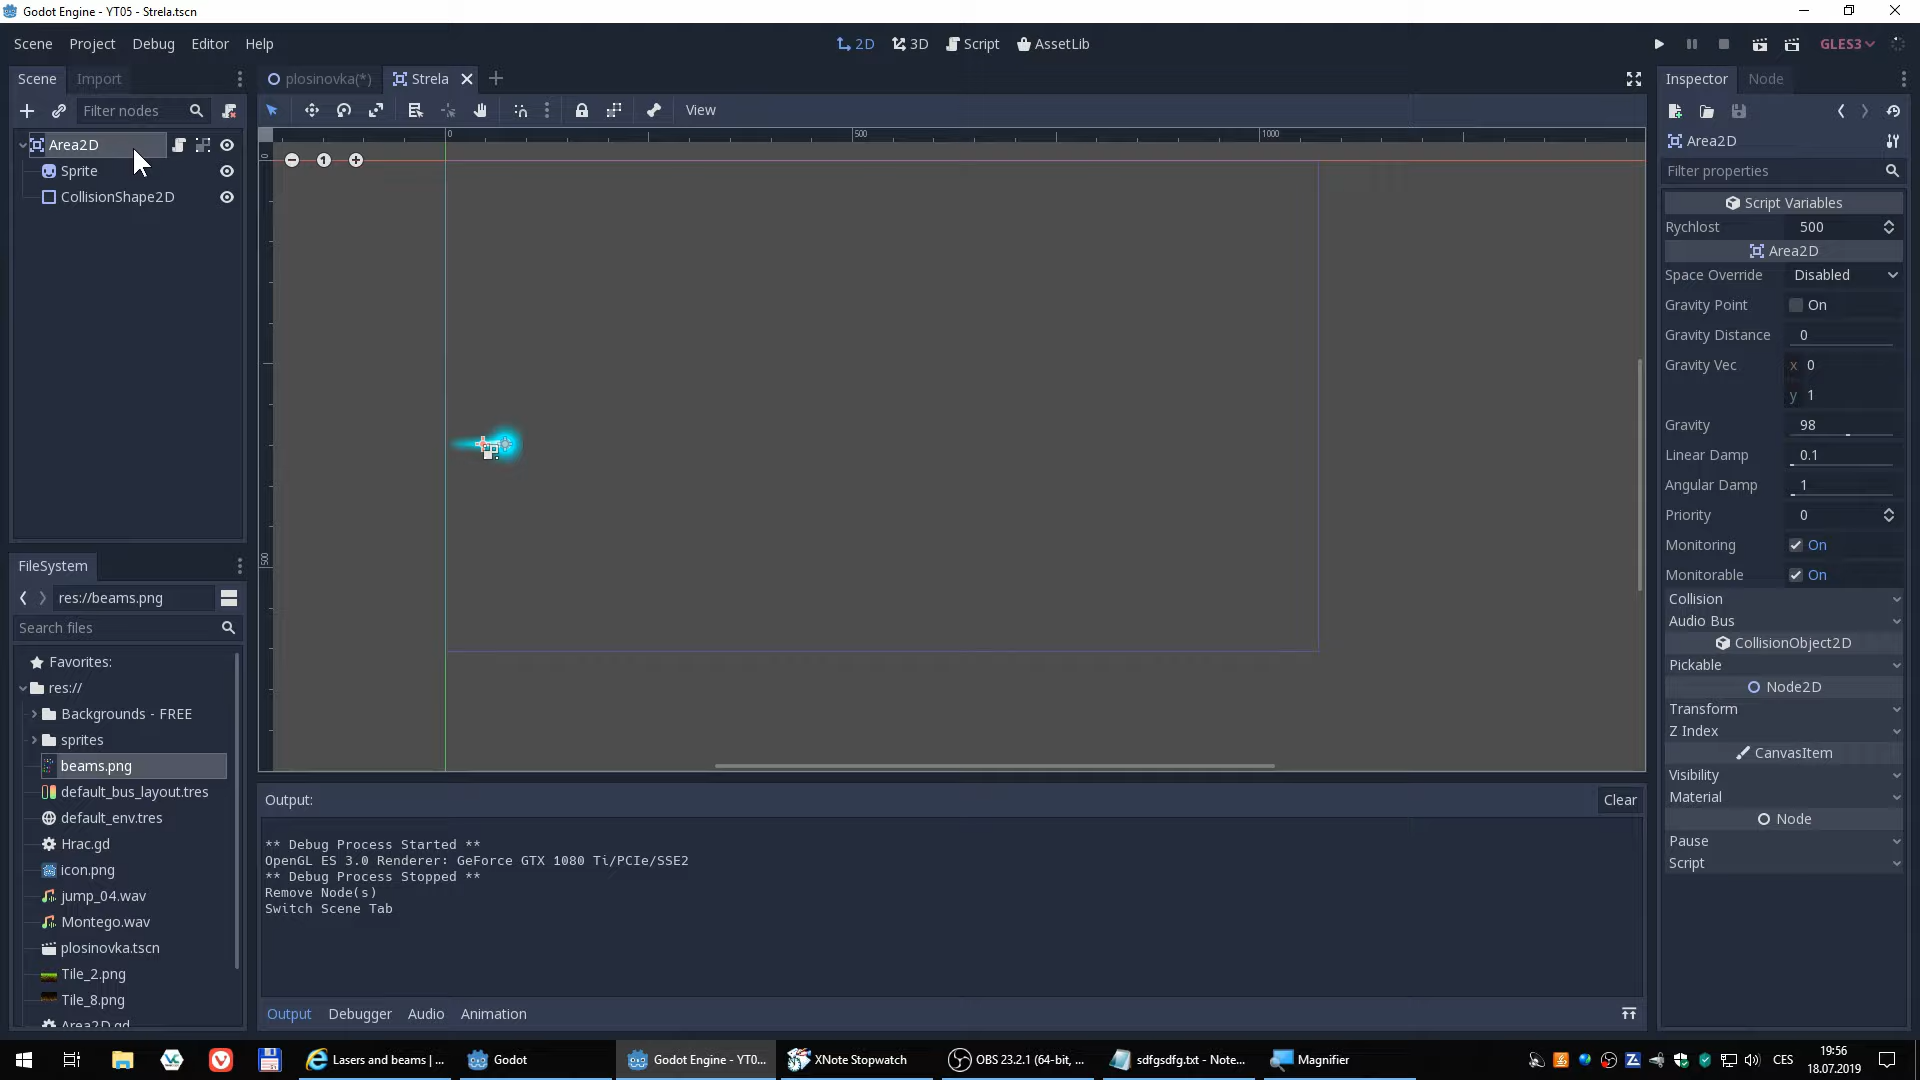 Godot Engine - YT05 - Strela.tscn
Scene Project Debug Editor Help
2D 3D Script AssetLib
GLES3
Scene Import
plosinovka(*) Strela
Inspector Node
Filter nodes
View
Area2D
Sprite
CollisionShape2D
0 500 1000
0
500
1
Area2D
Filter properties
Script Variables
Rychlost 500
Area2D
Space Override Disabled
Gravity Point On
Gravity Distance 0
Gravity Vec x 0
y 1
Gravity 98
Linear Damp 0.1
Angular Damp 1
Priority 0
Monitoring On
Monitorable On
Collision
Audio Bus
CollisionObject2D
Pickable
Node2D
Transform
Z Index
CanvasItem
Visibility
Material
Node
Pause
Script
FileSystem
res://beams.png
Search files
Favorites:
res://
Backgrounds - FREE
sprites
beams.png
default_bus_layout.tres
default_env.tres
Hrac.gd
icon.png
jump_04.wav
Montego.wav
plosinovka.tscn
Tile_2.png
Tile_8.png
Area2D.gd
Output: Clear
** Debug Process Started **
OpenGL ES 3.0 Renderer: GeForce GTX 1080 Ti/PCIe/SSE2
** Debug Process Stopped **
Remove Node(s)
Switch Scene Tab
Output Debugger Audio Animation
Lasers and beams | ... Godot Godot Engine - YT0... XNote Stopwatch OBS 23.2.1 (64-bit, ... sdfgsdfg.txt - Note... Magnifier
CES
19:56
18.07.2019